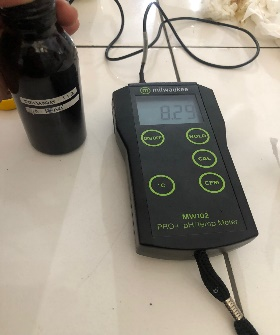 milwaukee
8.29
ON/OFF
HOLD
CAL
°C
CFM
MW102
PRO+ pH/Temp Meter